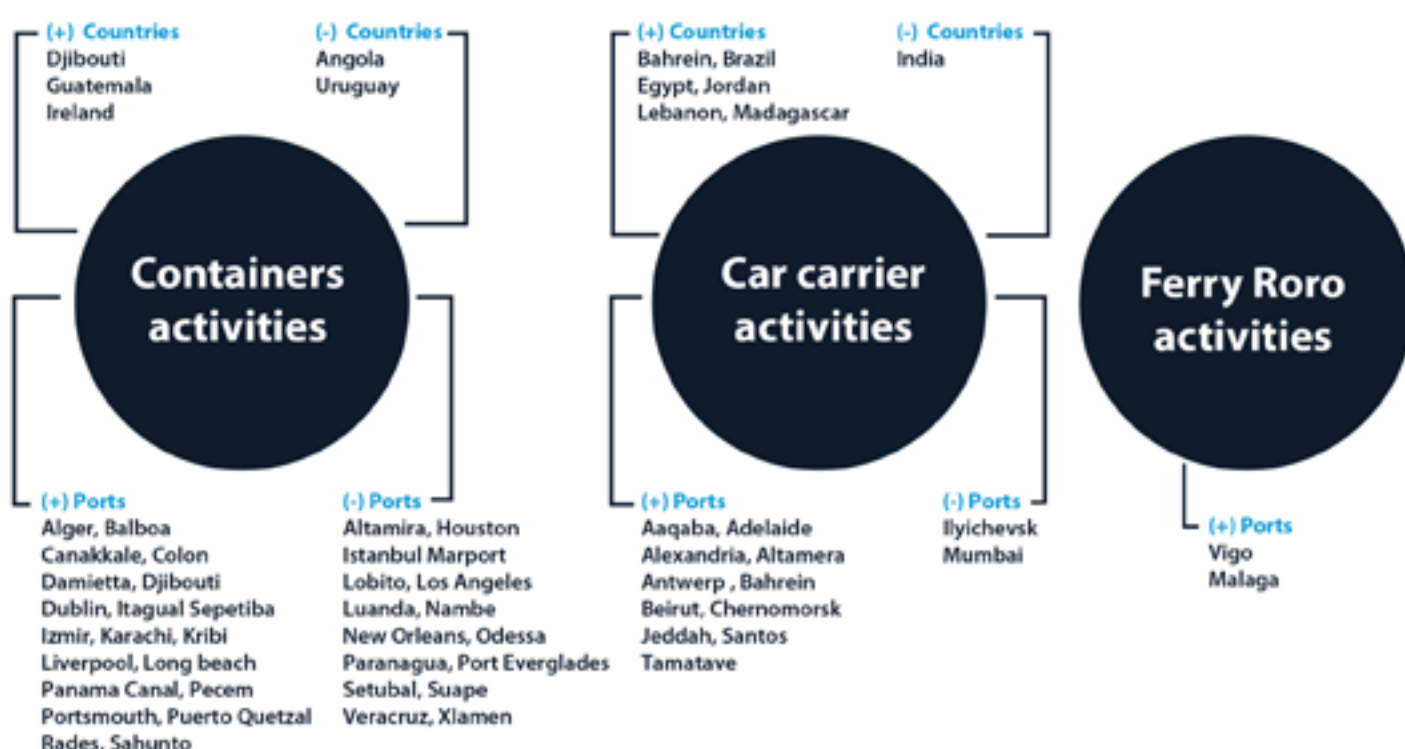 (+) Countries
Djibouti
Guatemala
Ireland
(-) Countries
Angola
Uruguay
Containers
activities
(+) Ports
Alger, Balboa
Canakkale, Colon
Damietta, Djibouti
Dublin, Itagual Sepetiba
Izmir, Karachi, Kribi
Liverpool, Long beach
Panama Canal, Pecem
Portsmouth, Puerto Quetzal
Rades, Sahunto
(-) Ports
Altamira, Houston
Istanbul Marport
Lobito, Los Angeles
Luanda, Nambe
New Orleans, Odessa
Paranagua, Port Everglades
Setubal, Suape
Veracruz, Xlamen
(+) Countries
Bahrein, Brazil
Egypt, Jordan
Lebanon, Madagascar
(-) Countries
India
Car carrier
activities
(+) Ports
Aaqaba, Adelaide
Alexandria, Altamera
Antwerp , Bahrein
Beirut, Chernomorsk
Jeddah, Santos
Tamatave
(-) Ports
Ilyichevsk
Mumbai
Ferry Roro
activities
(+) Ports
Vigo
Malaga